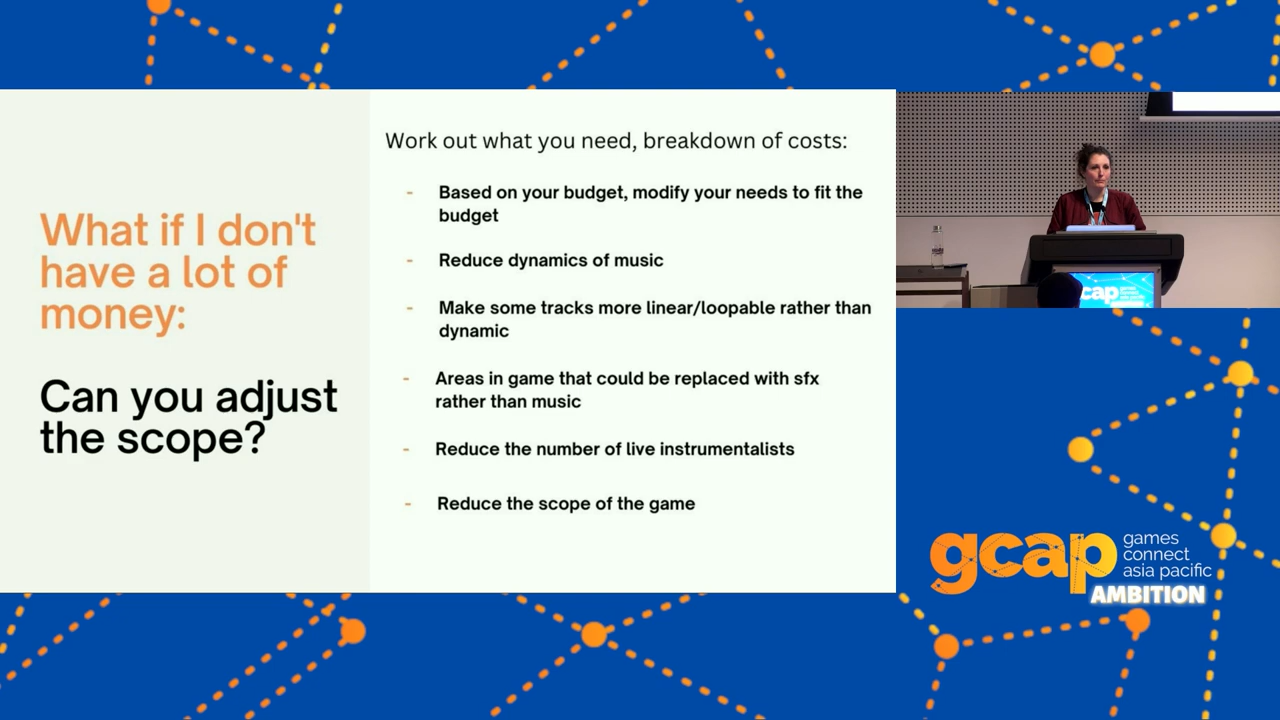 What if I don't
have a lot of
money:
Can you adjust
the scope?
Work out what you need, breakdown of costs:
- Based on your budget, modify your needs to fit the
budget
- Reduce dynamics of music
- Make some tracks more linear/loopable rather than
dynamic
- Areas in game that could be replaced with sfx
rather than music
- Reduce the number of live instrumentalists
- Reduce the scope of the game
cap
gcap
games
connect
asia pacific
AMBITION